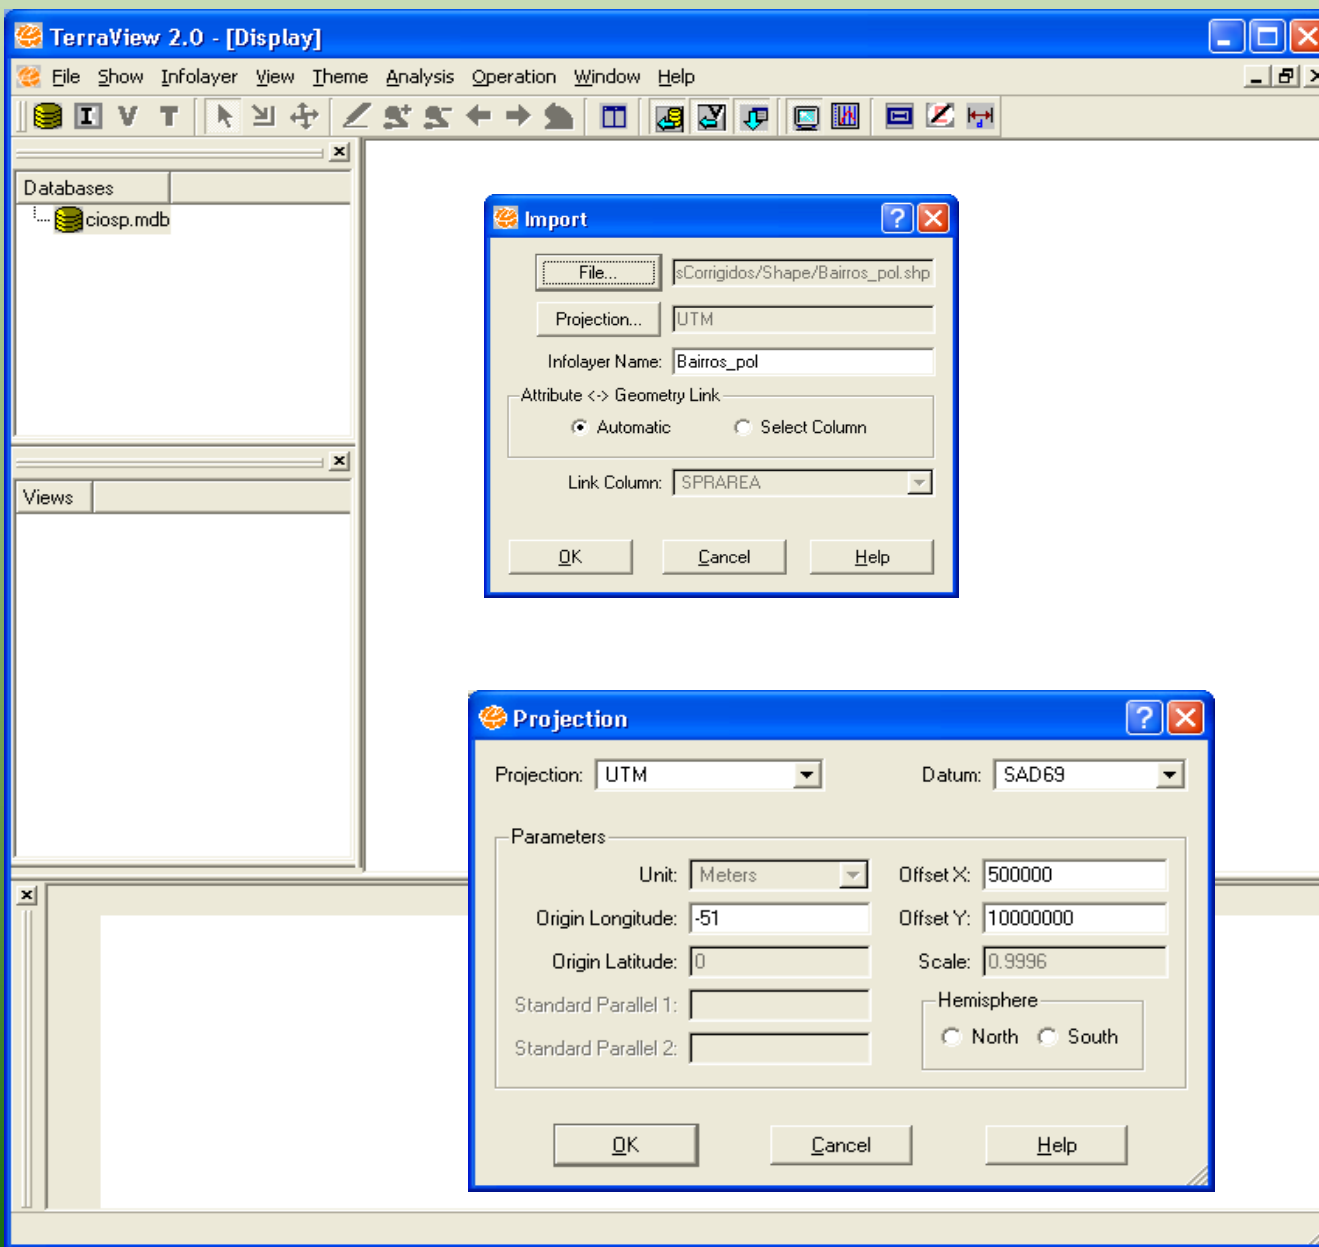 TerraView 2.0 - [Display]
File Show Infolayer View Theme Analysis Operation Window Help
I V T
Databases
ciosp.mdb
Views
Import
File... sCorrigidos/Shape/Bairros_pol.shp
Projection... UTM
Infolayer Name: Bairros_pol
Attribute <-> Geometry Link
Automatic Select Column
Link Column: SPRAREA
OK Cancel Help
Projection
Projection: UTM Datum: SAD69
Parameters
Unit: Meters Offset X: 500000
Origin Longitude: -51 Offset Y: 10000000
Origin Latitude: 0 Scale: 0.9996
Standard Parallel 1: Hemisphere
North South
Standard Parallel 2:
OK Cancel Help